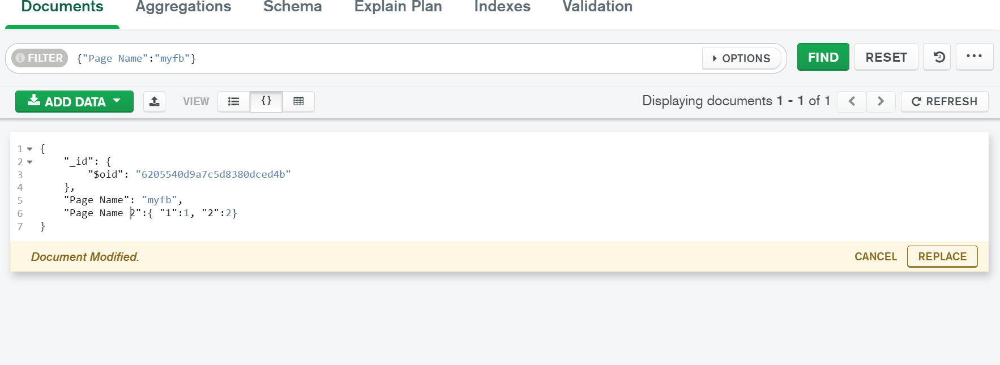 Documents Aggregations Schema Explain Plan Indexes Validation
FILTER {"Page Name":"myfb"} OPTIONS FIND RESET
ADD DATA VIEW {} Displaying documents 1 - 1 of 1 REFRESH
1 {
2 "_id": {
3 "$oid": "6205540d9a7c5d8380dced4b"
4 },
5 "Page Name": "myfb",
6 "Page Name 2":{ "1":1, "2":2}
7 }
Document Modified. CANCEL REPLACE